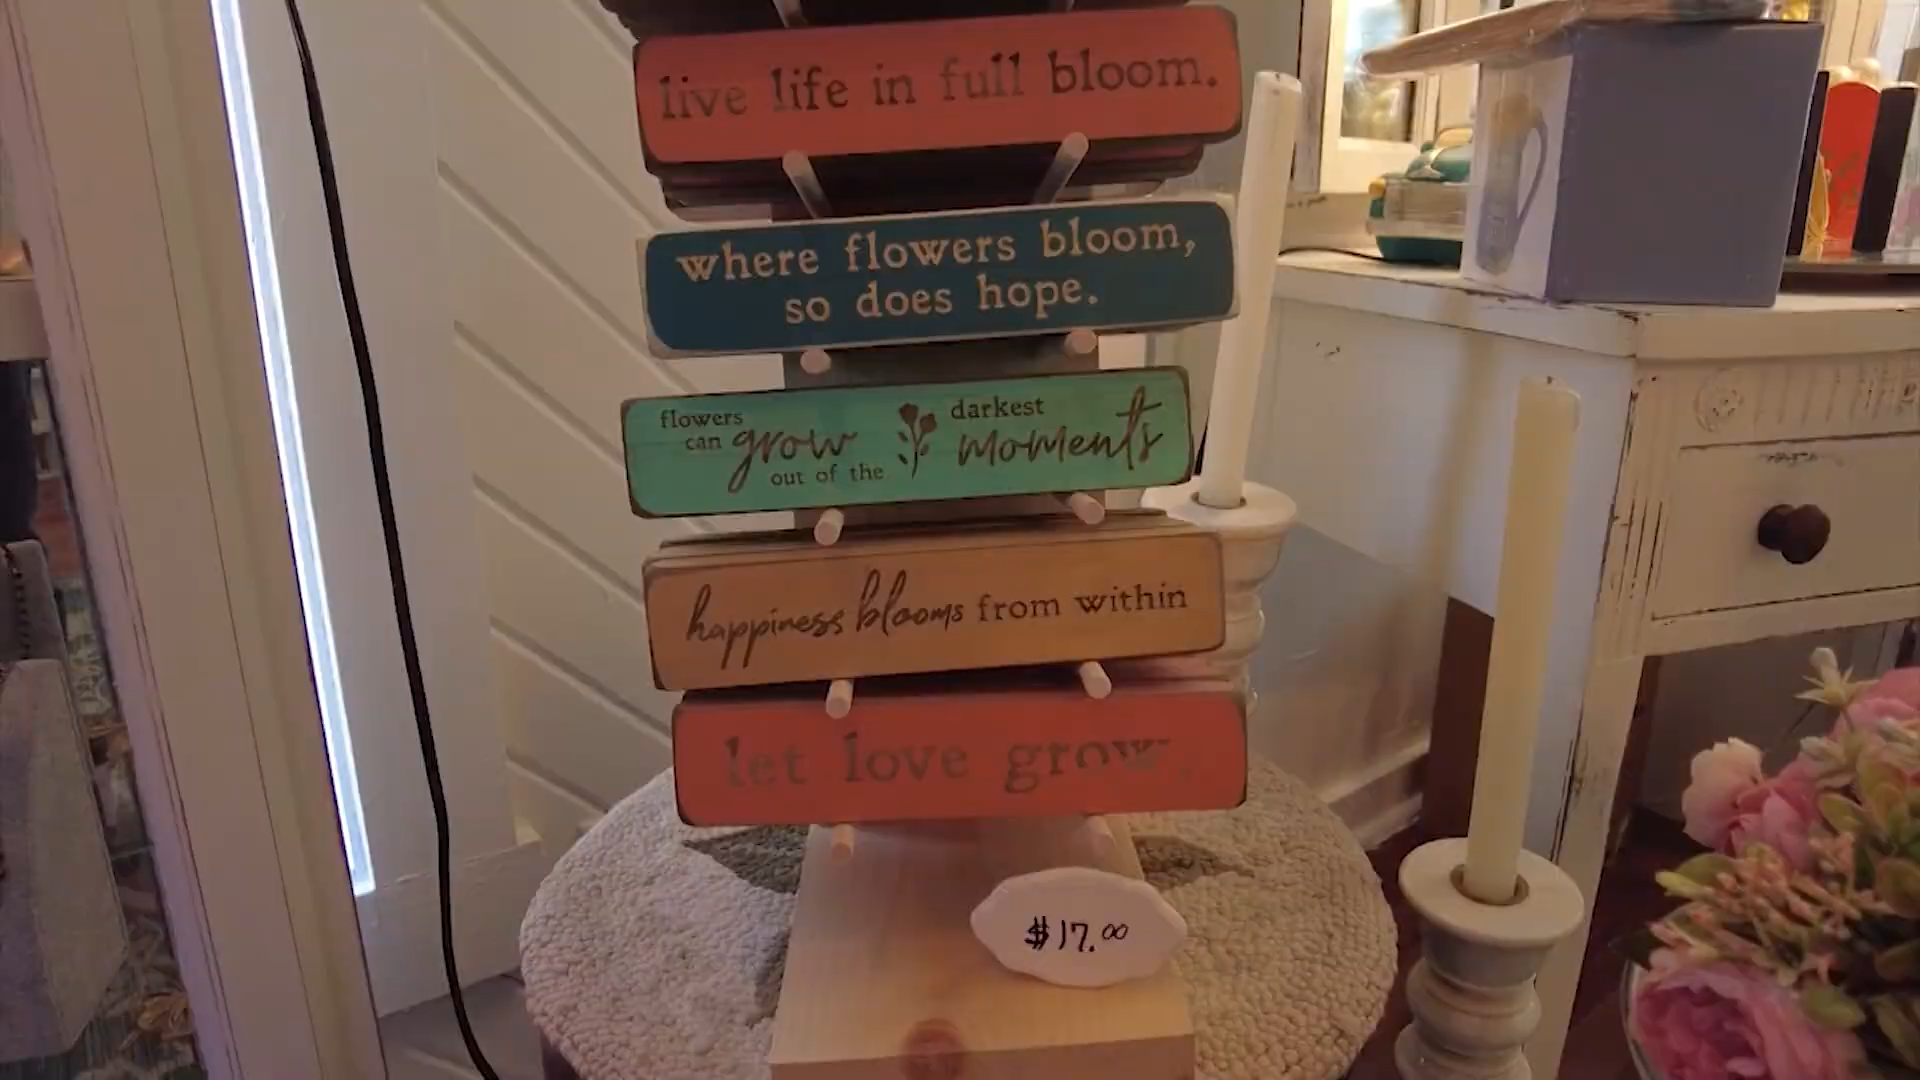 live life in full bloom.
where flowers bloom,
so does hope.
flowers
can grow
out of the
darkest
moments
happiness blooms from within
let love grow.
$17.00